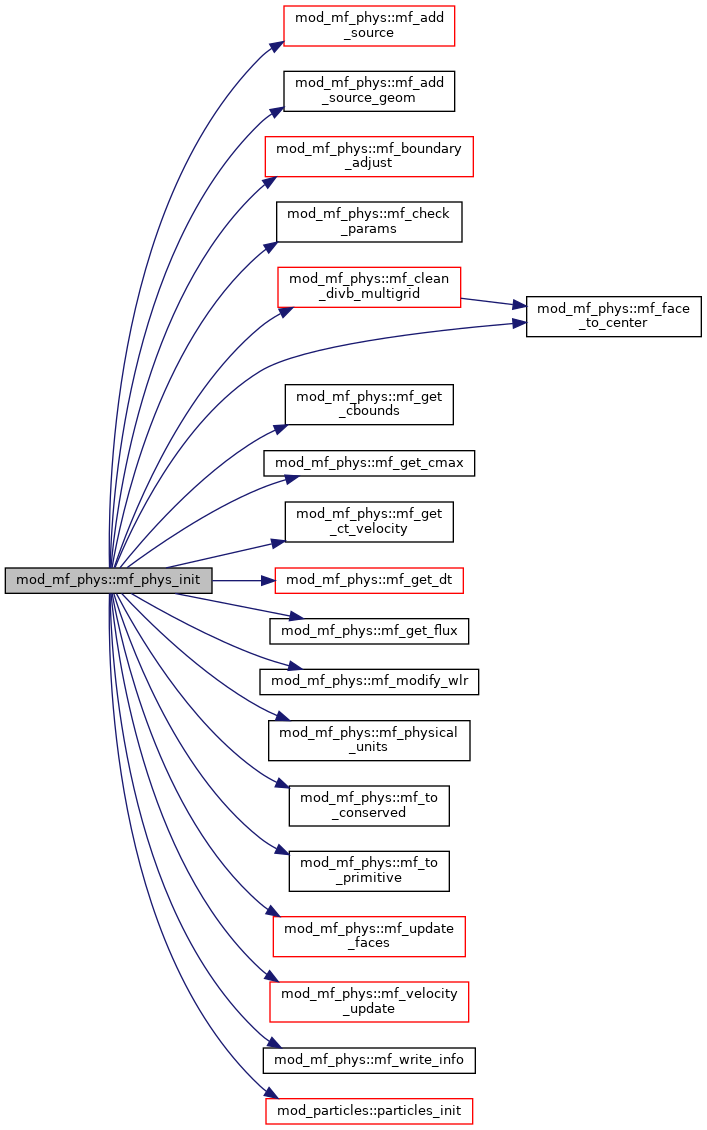 mod_mf_phys::mf_add
_source
mod_mf_phys::mf_add
_source_geom
mod_mf_phys::mf_boundary
_adjust
mod_mf_phys::mf_check
_params
mod_mf_phys::mf_clean
_divb_multigrid
mod_mf_phys::mf_face
_to_center
mod_mf_phys::mf_get
_cbounds
mod_mf_phys::mf_get_cmax
mod_mf_phys::mf_get
_ct_velocity
mod_mf_phys::mf_phys_init
mod_mf_phys::mf_get_dt
mod_mf_phys::mf_get_flux
mod_mf_phys::mf_modify_wlr
mod_mf_phys::mf_physical
_units
mod_mf_phys::mf_to
_conserved
mod_mf_phys::mf_to
_primitive
mod_mf_phys::mf_update
_faces
mod_mf_phys::mf_velocity
_update
mod_mf_phys::mf_write_info
mod_particles::particles_init